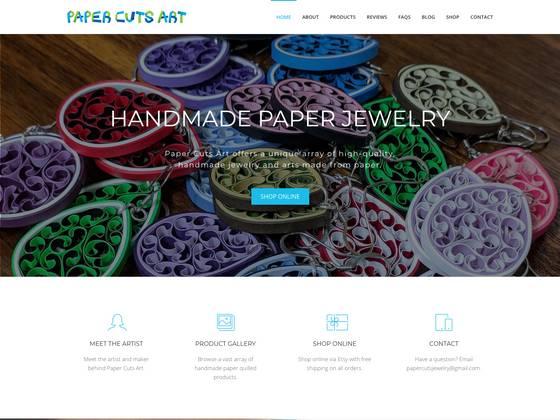 PAPER CUTS ART
HOME ABOUT PRODUCTS REVIEWS FAQS BLOG SHOP CONTACT
HANDMADE PAPER JEWELRY
Paper Cuts Art offers a unique array of high-quality,
handmade jewelry and arts made from paper.
SHOP ONLINE
MEET THE ARTIST
Meet the artist and maker
behind Paper Cuts Art
PRODUCT GALLERY
Browse a vast array of
handmade paper quilled
products.
SHOP ONLINE
Shop online via Etsy with free
shipping on all orders.
CONTACT
Have a question? Email
papercutsjewelry@gmail.com